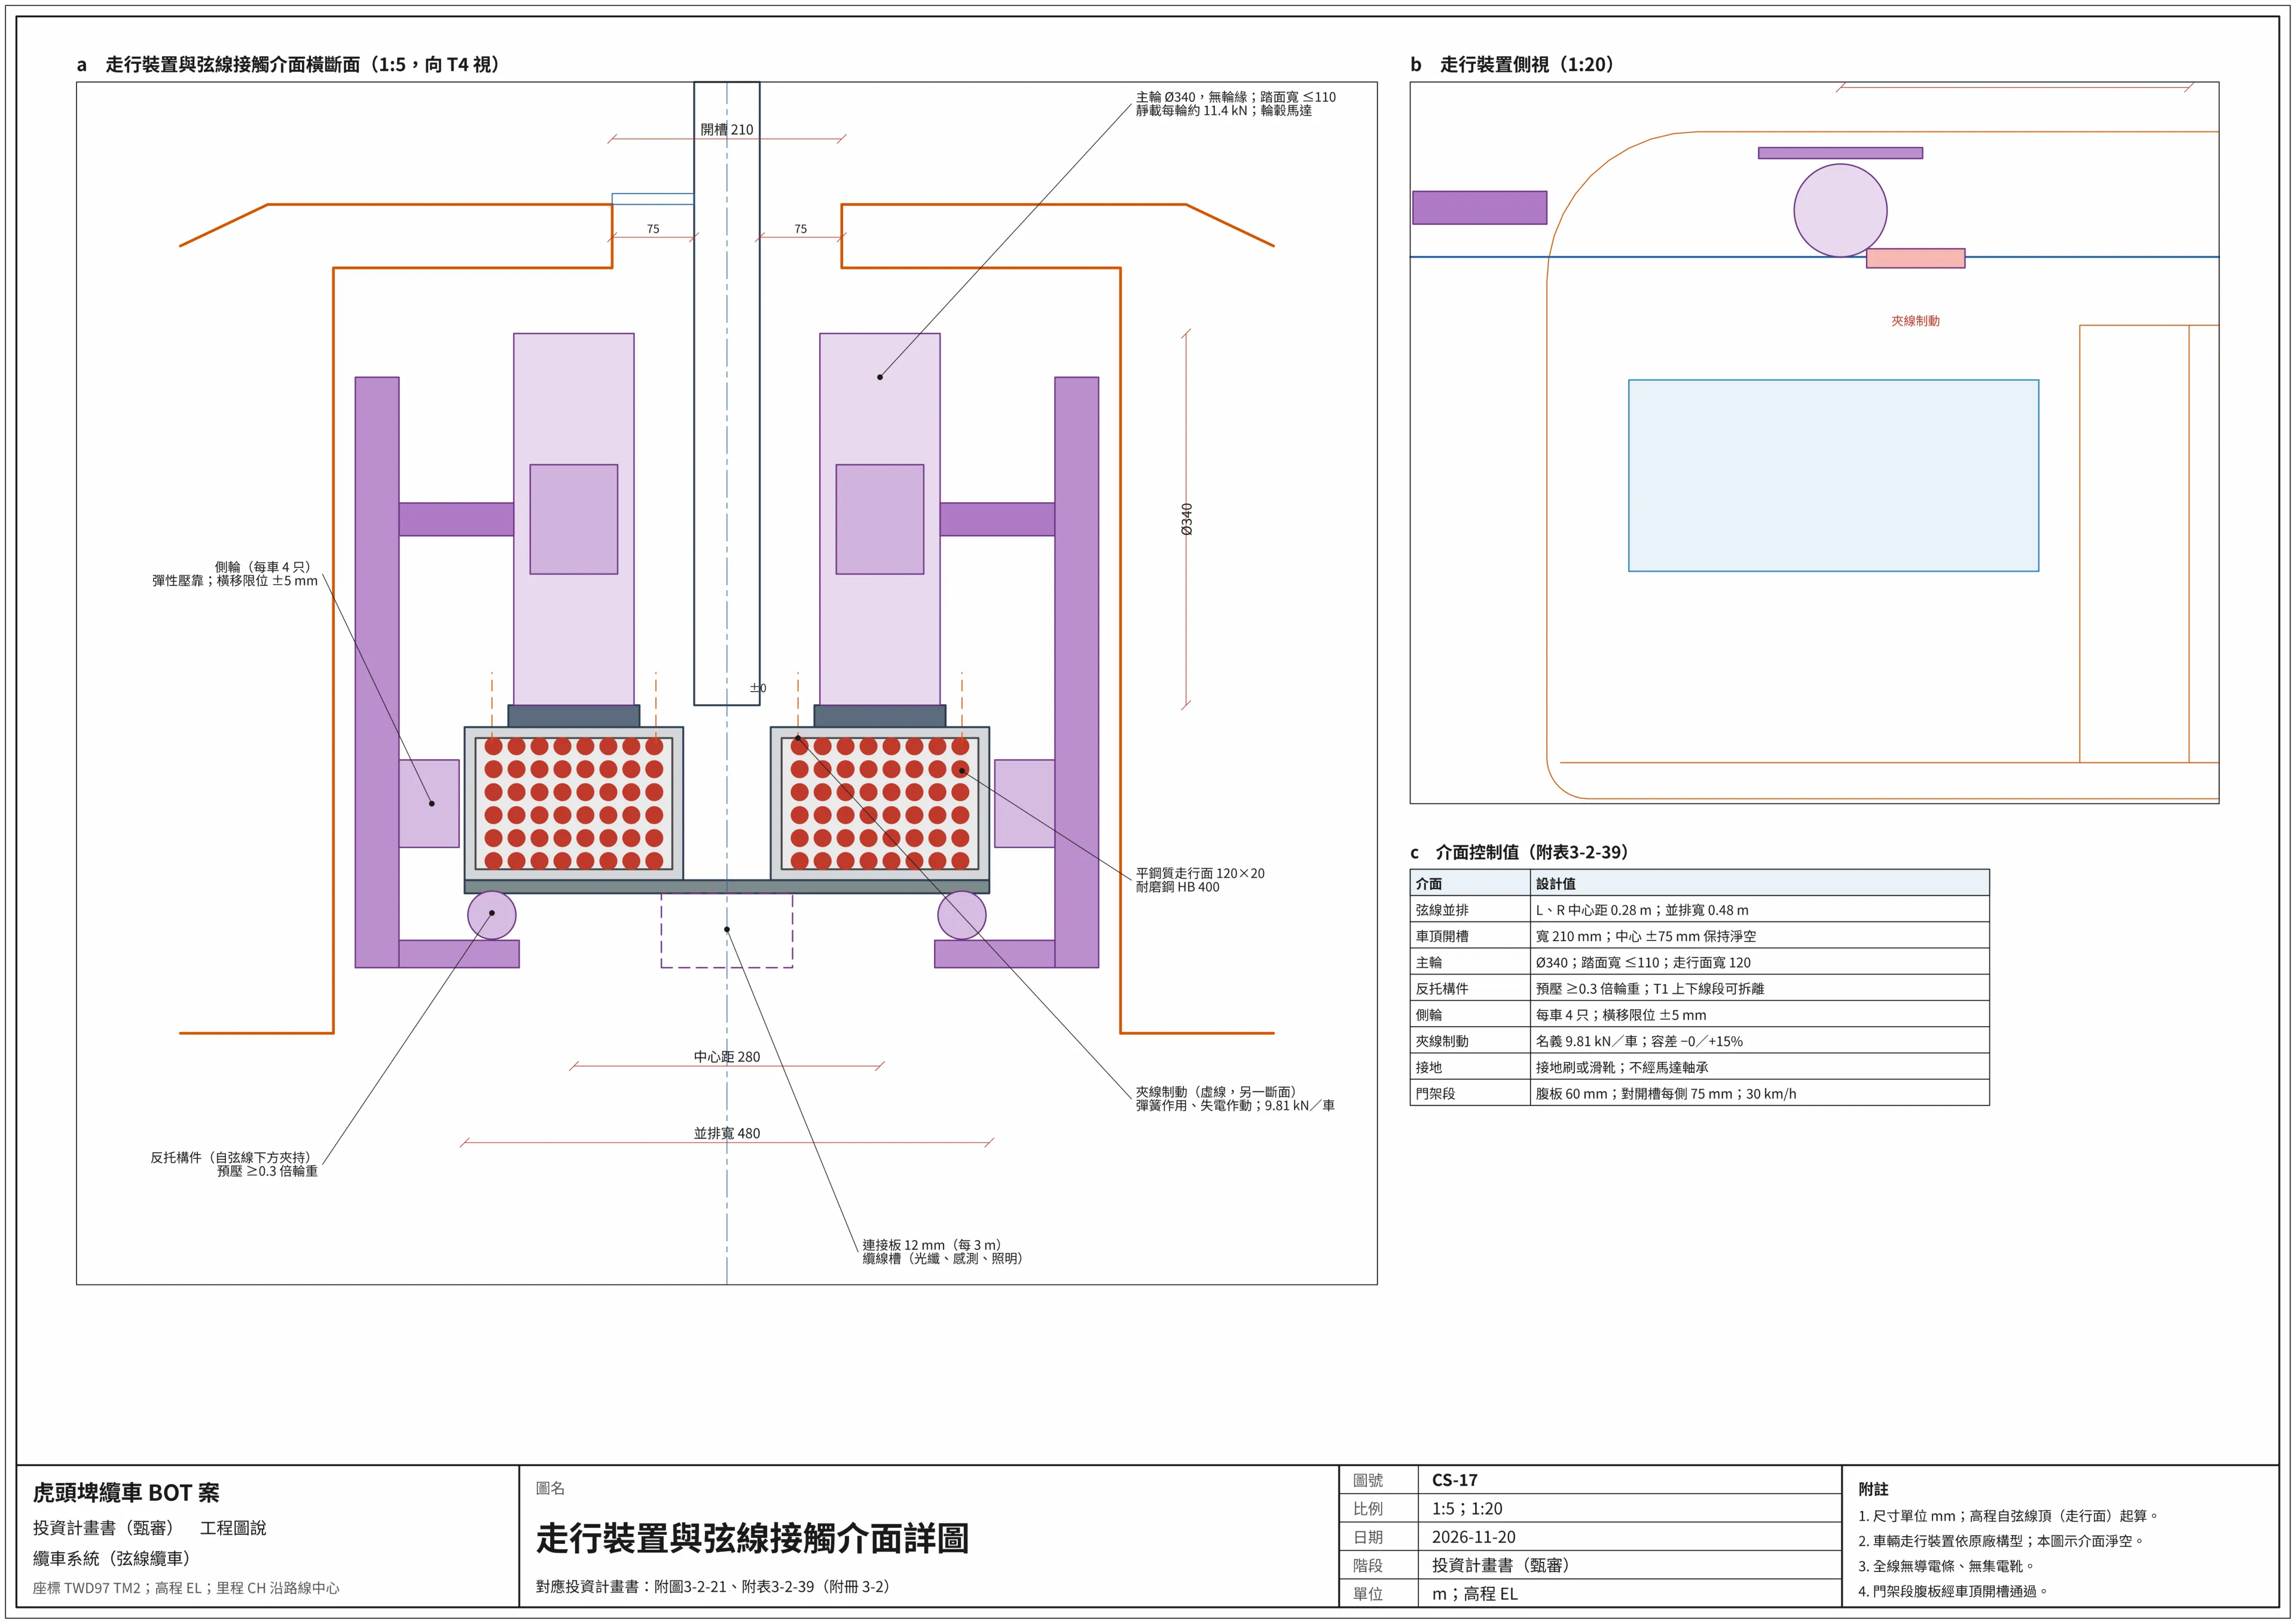 a 走行裝置與弦線接觸介面橫斷面（1:5，向 T4 視）
主輪 Ø340，無輪緣；踏面寬 ≤110
靜載每輪約 11.4 kN；輪轂馬達
開槽 210
75
75
Ø340
側輪（每車 4 只）
彈性壓靠；橫移限位 ±5 mm
±0
平鋼質走行面 120×20
耐磨鋼 HB 400
中心距 280
夾線制動（虛線，另一斷面）
彈簧作用、失電作動；9.81 kN／車
並排寬 480
反托構件（自弦線下方夾持）
預壓 ≥0.3 倍輪重
連接板 12 mm（每 3 m）
纜線槽（光纖、感測、照明）
b 走行裝置側視（1:20）
夾線制動
c 介面控制值（附表3-2-39）
介面 設計值
弦線並排 L、R 中心距 0.28 m；並排寬 0.48 m
車頂開槽 寬 210 mm；中心 ±75 mm 保持淨空
主輪 Ø340；踏面寬 ≤110；走行面寬 120
反托構件 預壓 ≥0.3 倍輪重；T1 上下線段可拆離
側輪 每車 4 只；橫移限位 ±5 mm
夾線制動 名義 9.81 kN／車；容差 −0／+15%
接地 接地刷或滑靴；不經馬達軸承
門架段 腹板 60 mm；對開槽每側 75 mm；30 km/h
虎頭埤纜車 BOT 案
投資計畫書（甄審） 工程圖說
纜車系統（弦線纜車）
座標 TWD97 TM2；高程 EL；里程 CH 沿路線中心
圖名
走行裝置與弦線接觸介面詳圖
對應投資計畫書：附圖3-2-21、附表3-2-39（附冊 3-2）
圖號 CS-17
比例 1:5；1:20
日期 2026-11-20
階段 投資計畫書（甄審）
單位 m；高程 EL
附註
1. 尺寸單位 mm；高程自弦線頂（走行面）起算。
2. 車輛走行裝置依原廠構型；本圖示介面淨空。
3. 全線無導電條、無集電靴。
4. 門架段腹板經車頂開槽通過。